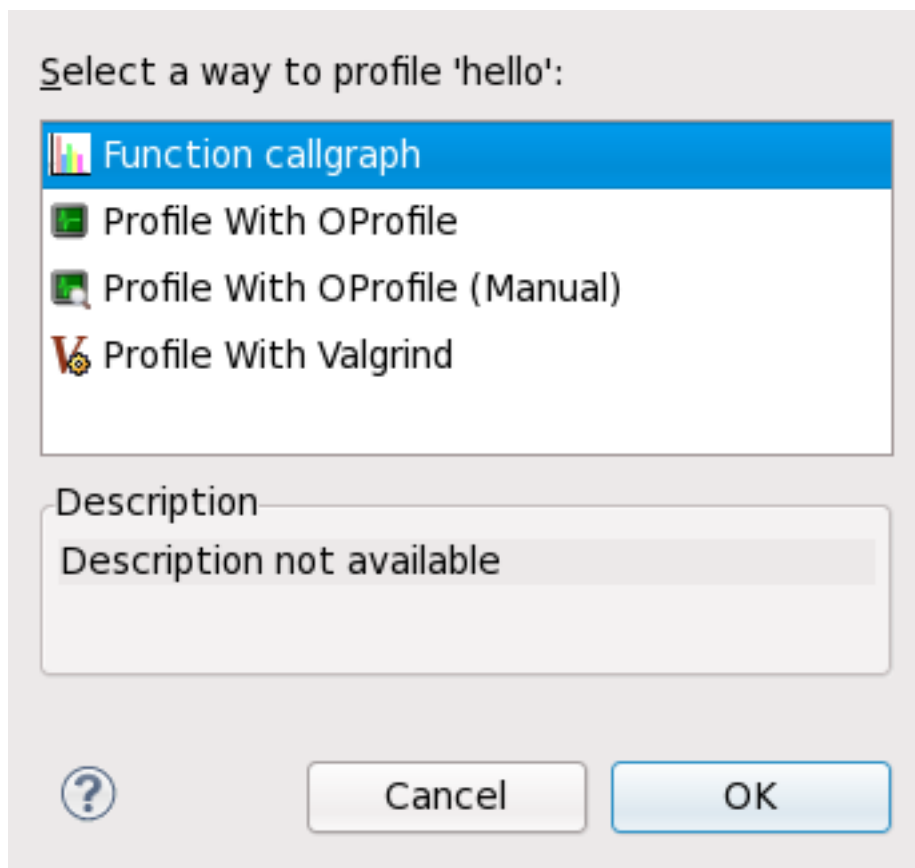 Select a way to profile 'hello':
Function callgraph
Profile With OProfile
Profile With OProfile (Manual)
Profile With Valgrind
Description
Description not available
?
Cancel
OK